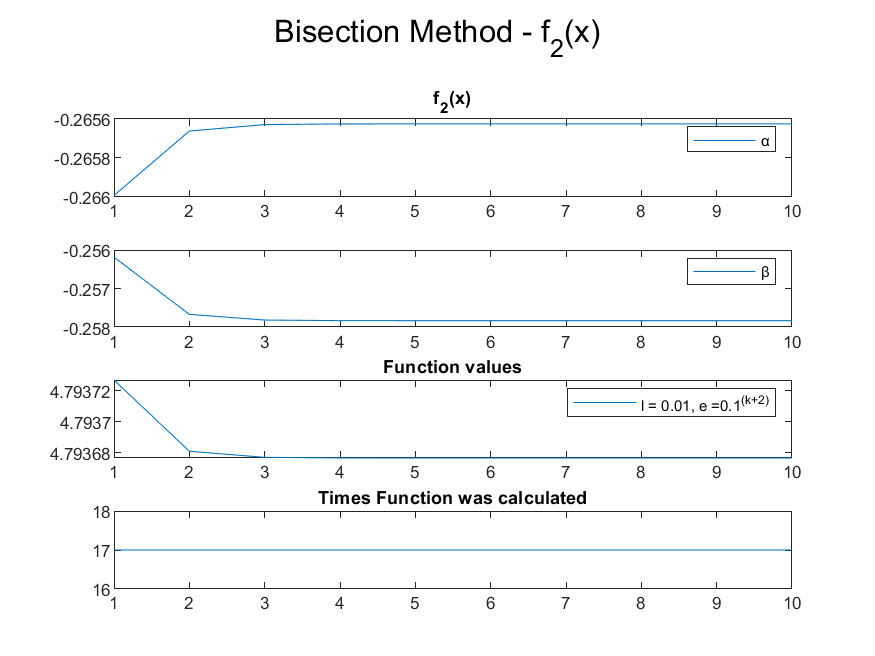 Bisection Method - f₂(x)
f₂(x)
-0.2656
-0.2658
-0.266
α
1 2 3 4 5 6 7 8 9 10
-0.256
-0.257
-0.258
β
1 2 3 4 5 6 7 8 9 10
Function values
4.79372
4.7937
4.79368
l = 0.01, e =0.1^(k+2)
1 2 3 4 5 6 7 8 9 10
Times Function was calculated
18
17
16
1 2 3 4 5 6 7 8 9 10